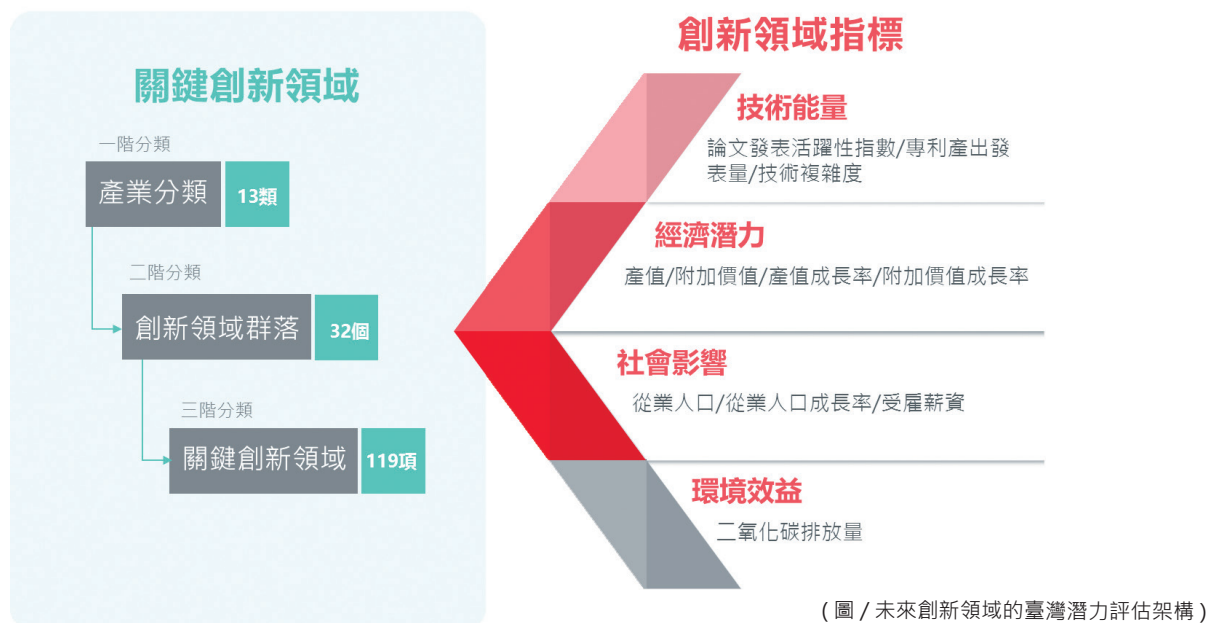 關鍵創新領域
一階分類
產業分類 13類
二階分類
創新領域群落 32個
三階分類
關鍵創新領域 119項
創新領域指標
技術能量
論文發表活躍性指數/專利產出發
表量/技術複雜度
經濟潛力
產值/附加價值/產值成長率/附加價值成長率
社會影響
從業人口/從業人口成長率/受雇薪資
環境效益
二氧化碳排放量
( 圖 / 未來創新領域的臺灣潛力評估架構 )